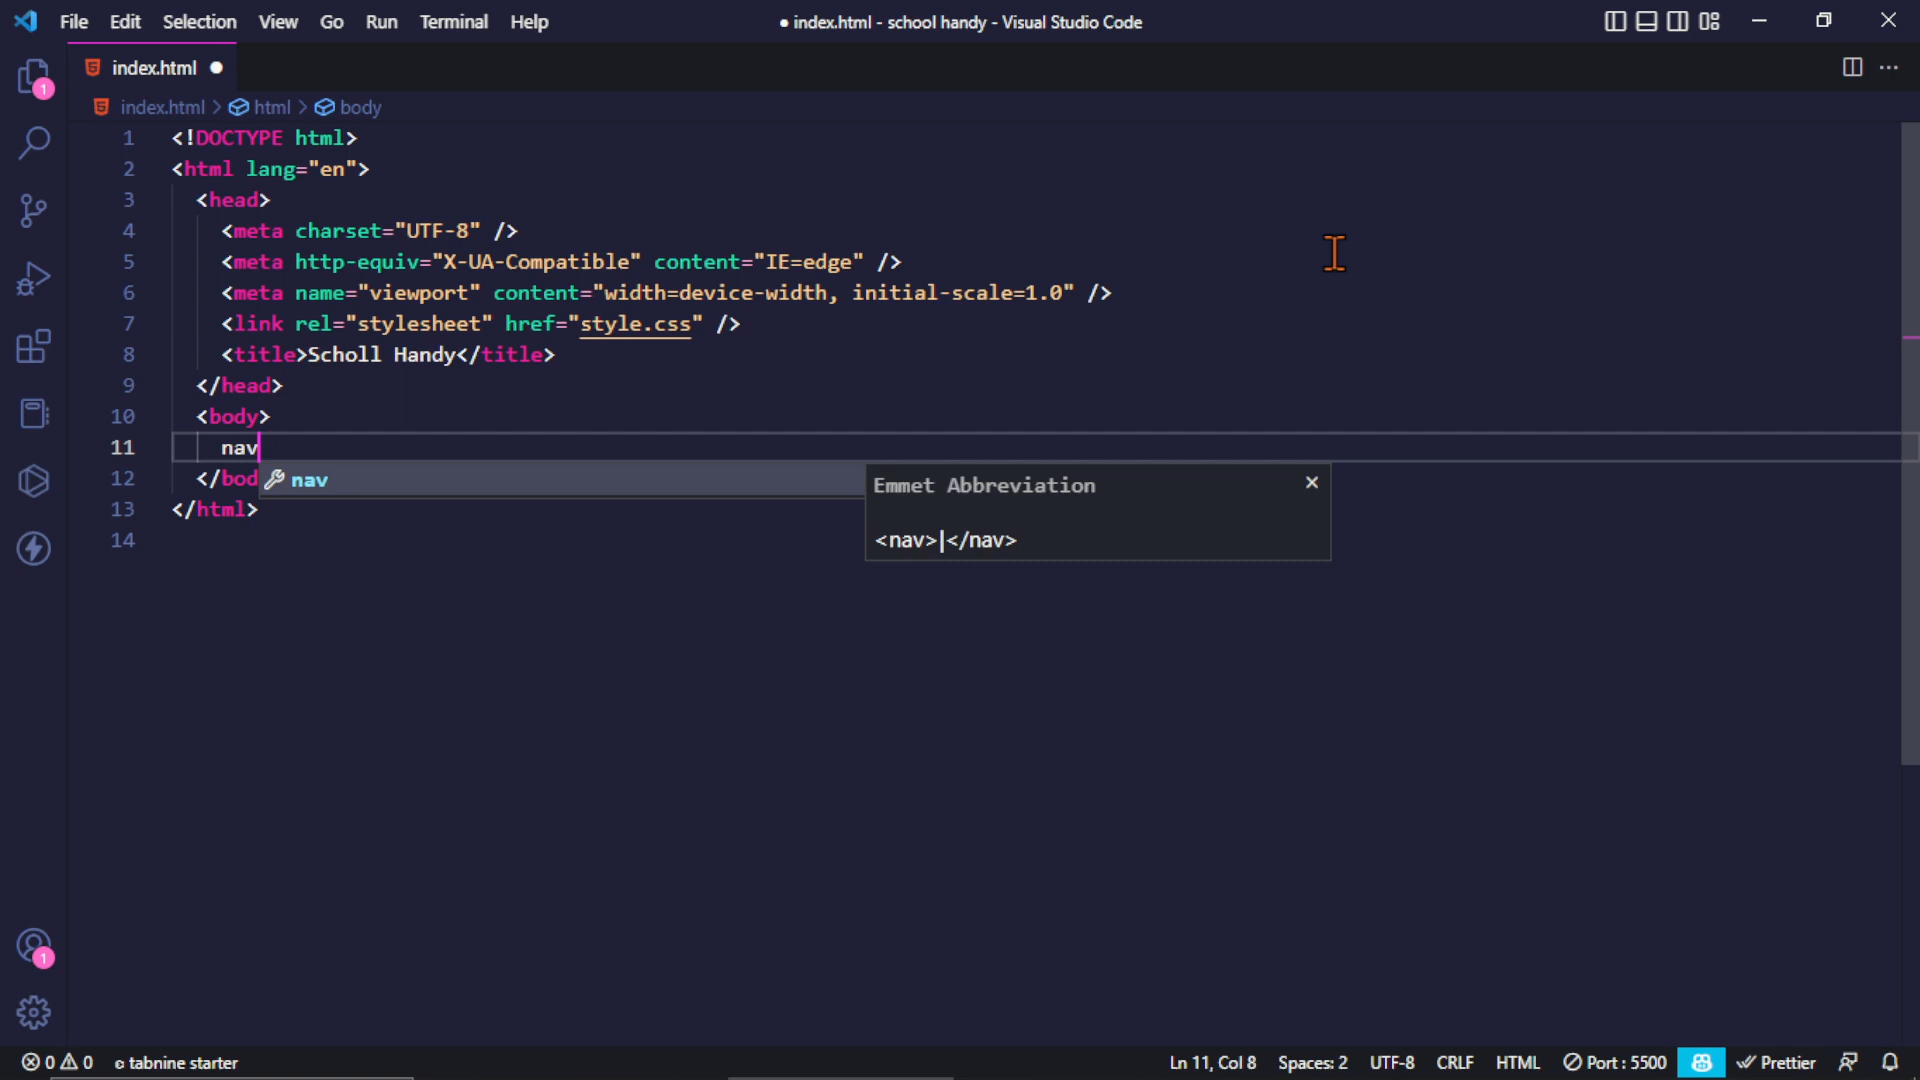 File Edit Selection View Go Run Terminal Help ● index.html - school handy - Visual Studio Code
index.html ●
index.html > html > body
1 <!DOCTYPE html>
2 <html lang="en">
3 <head>
4 <meta charset="UTF-8" />
5 <meta http-equiv="X-UA-Compatible" content="IE=edge" />
6 <meta name="viewport" content="width=device-width, initial-scale=1.0" />
7 <link rel="stylesheet" href="style.css" />
8 <title>Scholl Handy</title>
9 </head>
10 <body>
11 nav
12 </bod
nav
Emmet Abbreviation
<nav>|</nav>
13 </html>
14
1
1
0 0 tabnine starter Ln 11, Col 8 Spaces: 2 UTF-8 CRLF HTML Port : 5500 Prettier